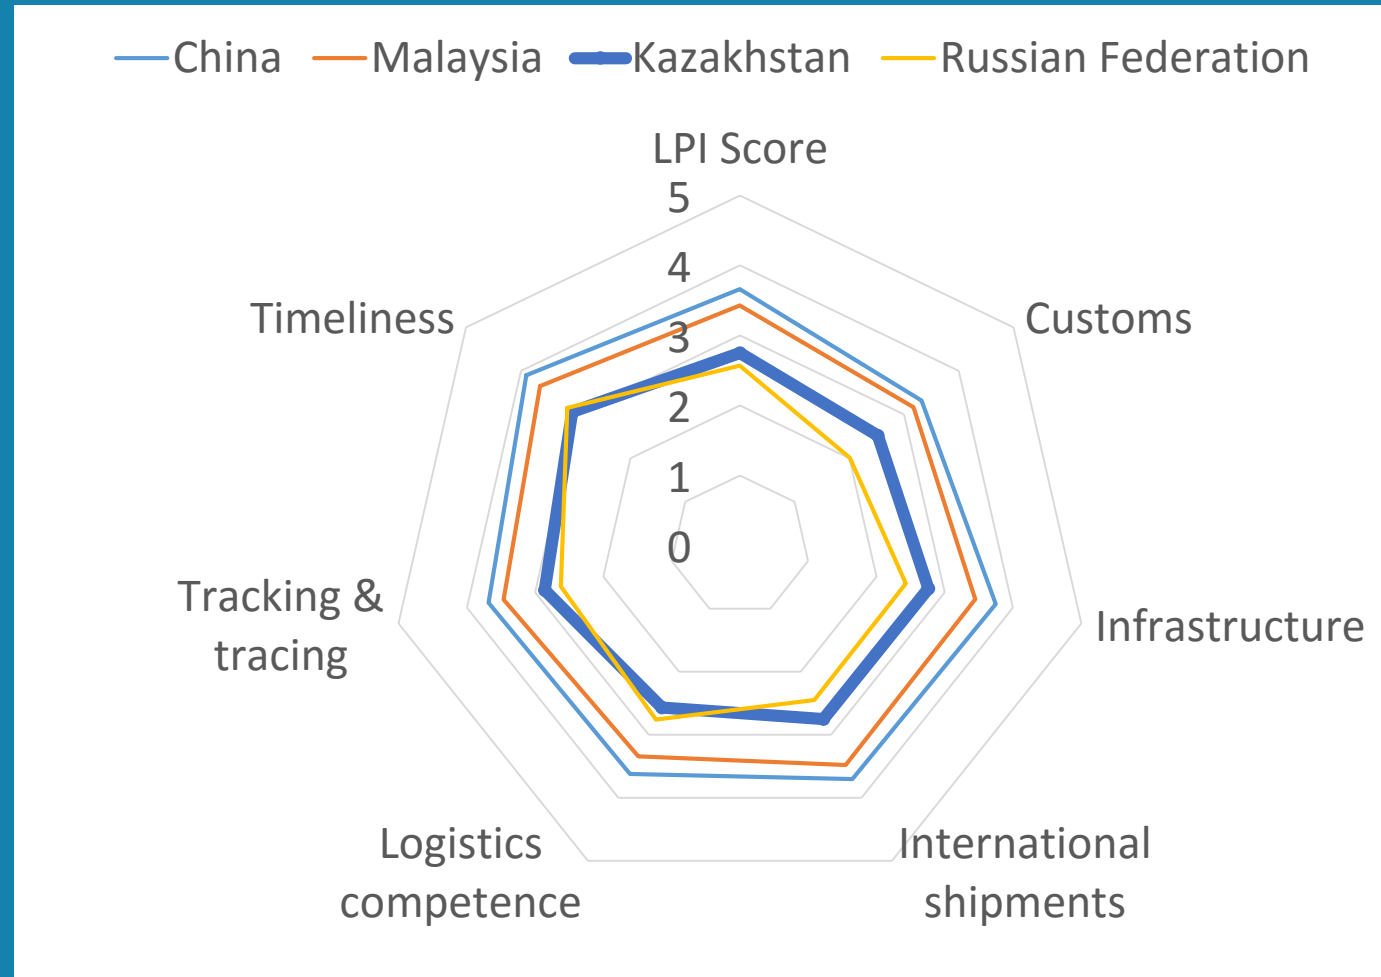 China Malaysia Kazakhstan Russian Federation
LPI Score
5
4
3
2
1
0
Customs
Infrastructure
International
shipments
Logistics
competence
Tracking &
tracing
Timeliness